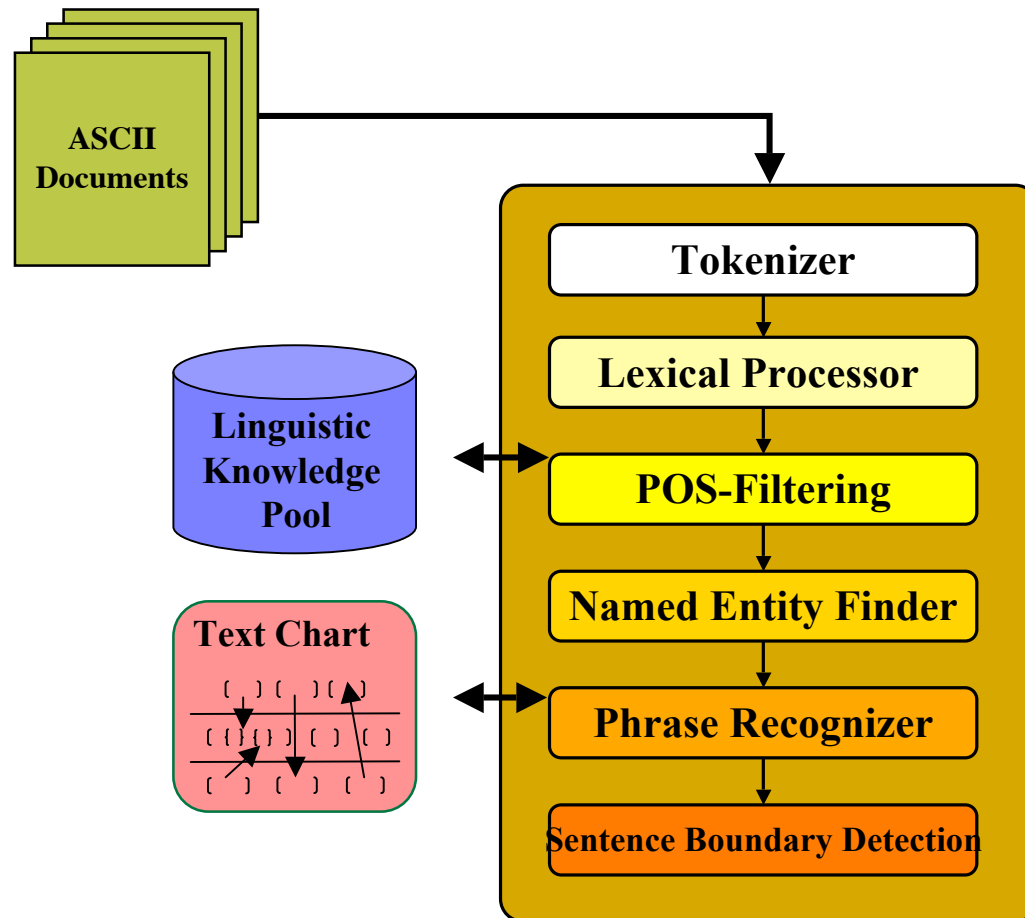 ASCII
Documents
Tokenizer
Lexical Processor
Linguistic
Knowledge
Pool
POS-Filtering
Named Entity Finder
Text Chart
Phrase Recognizer
Sentence Boundary Detection